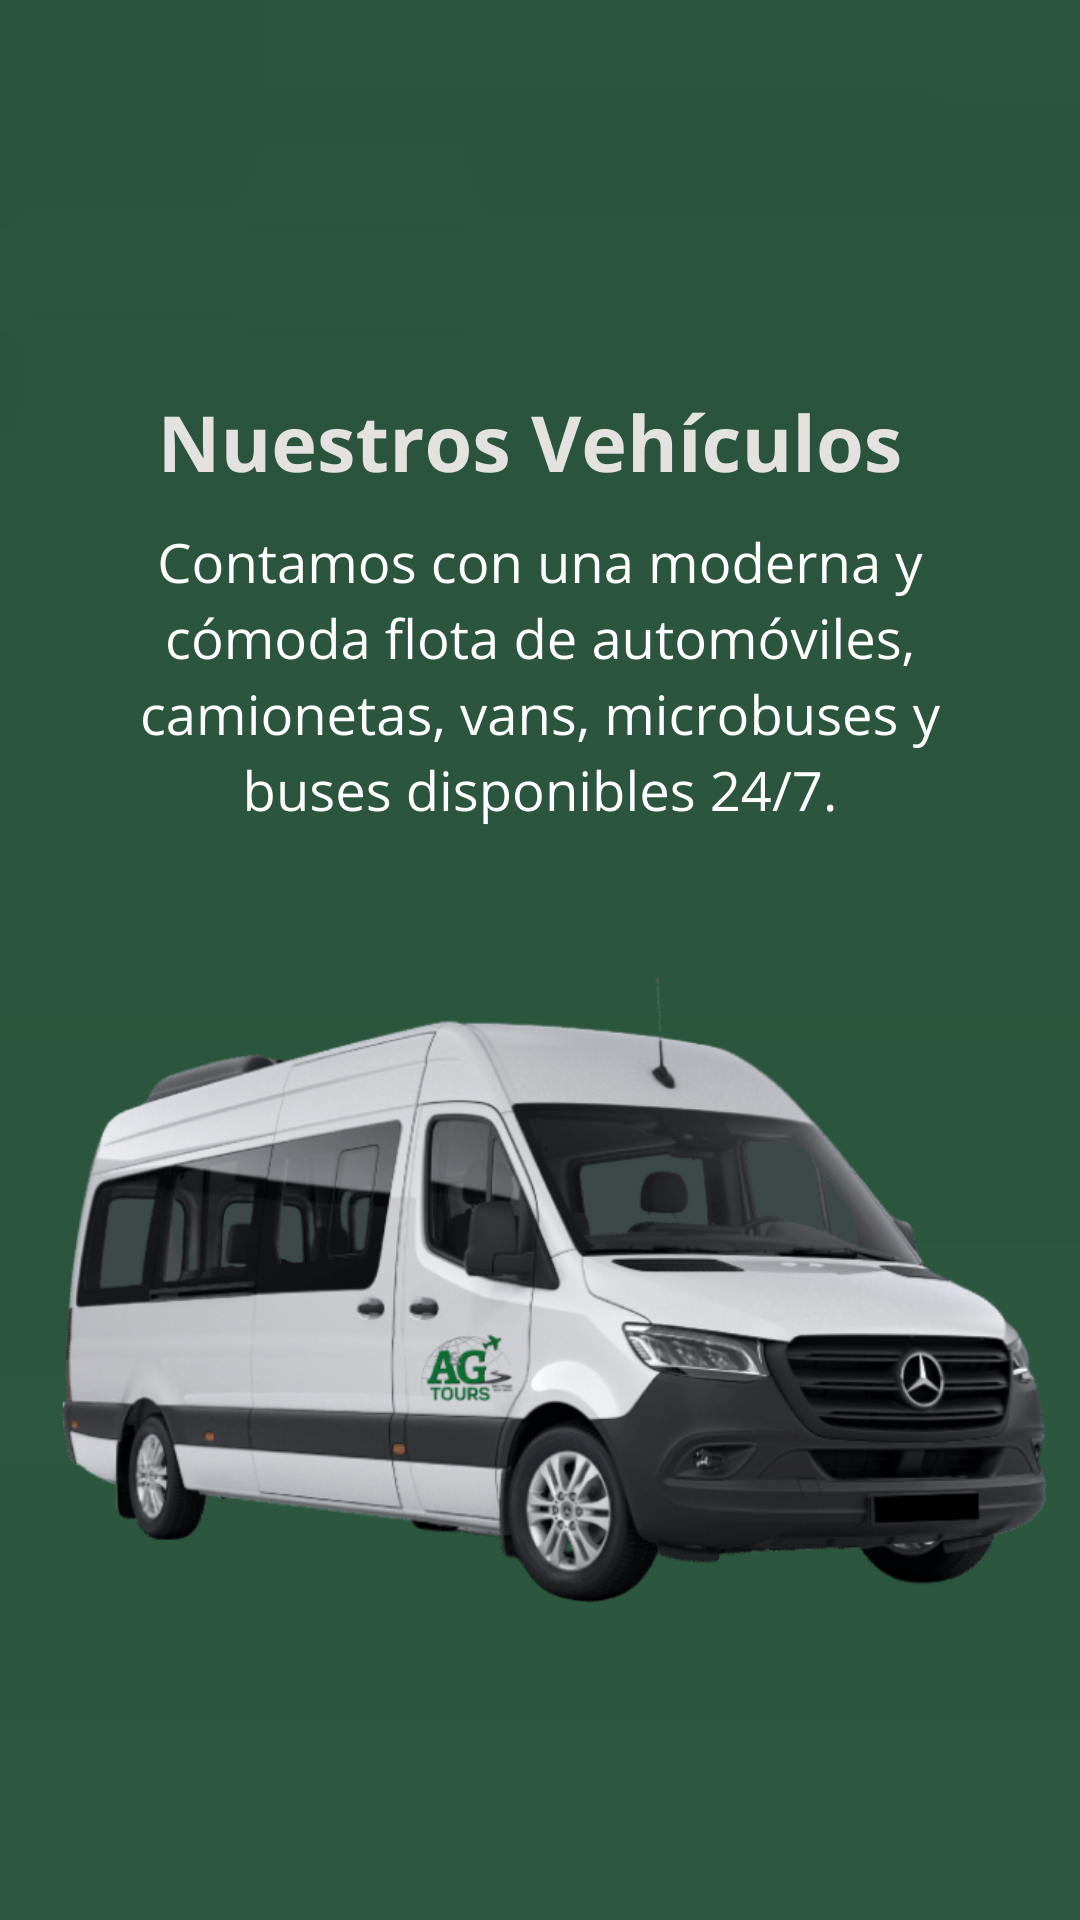 Nuestros Vehículos
Contamos con una moderna y
cómoda flota de automóviles,
camionetas, vans, microbuses y
buses disponibles 24/7.
AG
TOURS